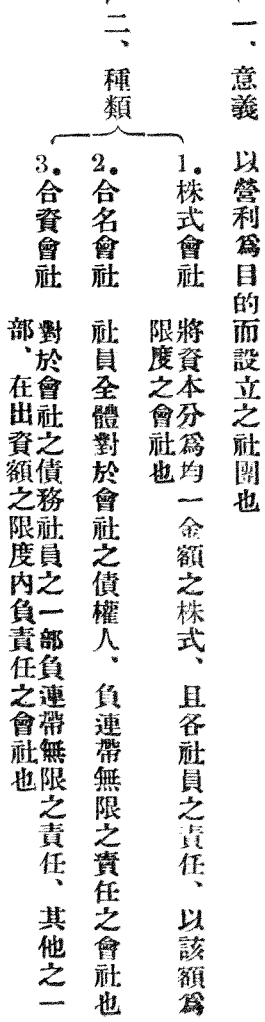 一、意義　以營利爲目的而設立之社團也
二、種類
1.株式會社　將資本分爲均一金額之株式、且各社員之責任、以該額爲
限度之會社也
2.合名會社　社員全體對於會社之債權人、負連帶無限之責任之會社也
3.合資會社　對於會社之債務社員之一部負連帶無限之責任、其他之一
部、在出資額之限度內負責任之會社也